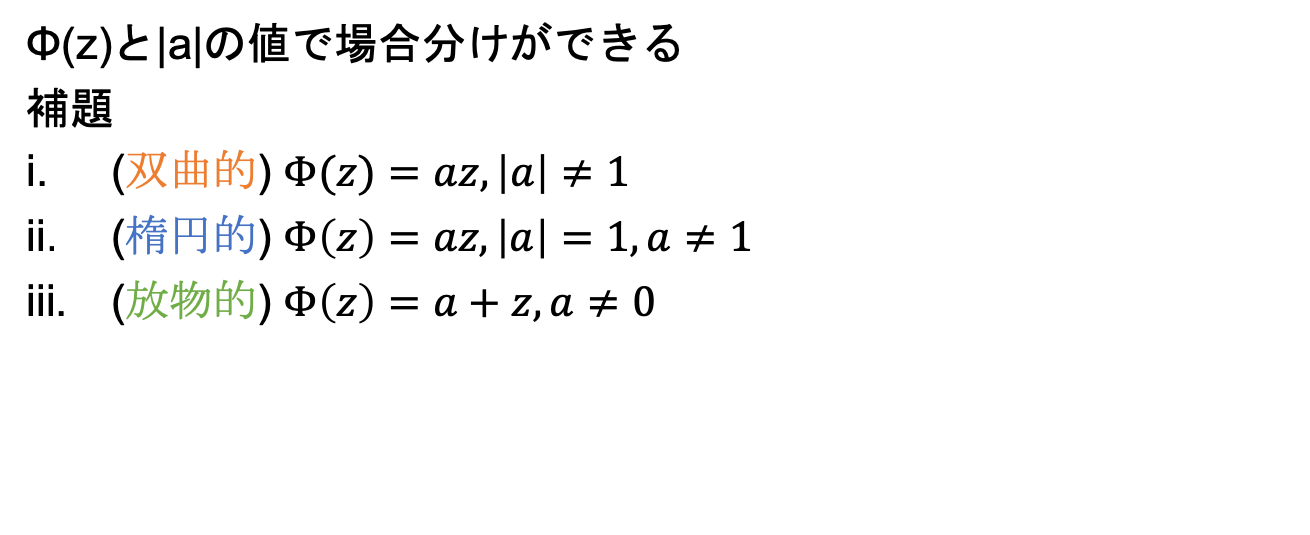 Φ(z)と|a|の値で場合分けができる
補題
i. (双曲的) Φ(z) = az, |a| ≠ 1
ii. (楕円的) Φ(z) = az, |a| = 1, a ≠ 1
iii. (放物的) Φ(z) = a + z, a ≠ 0